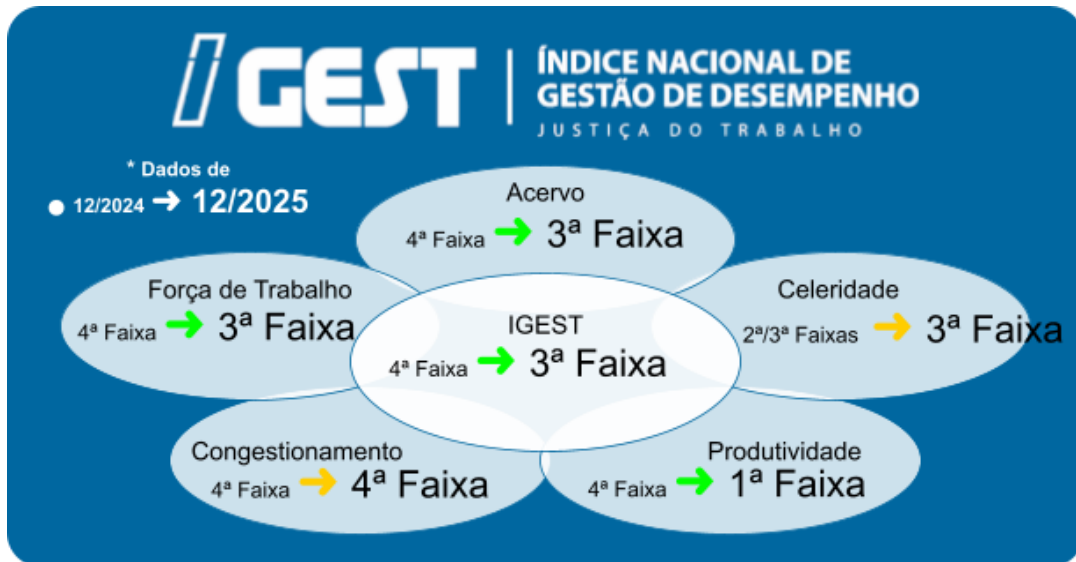 iGEST
ÍNDICE NACIONAL DE
GESTÃO DE DESEMPENHO
JUSTIÇA DO TRABALHO
* Dados de
12/2024 → 12/2025
Acervo
4ª Faixa → 3ª Faixa
Força de Trabalho
4ª Faixa → 3ª Faixa
Celeridade
2ª/3ª Faixas → 3ª Faixa
IGEST
4ª Faixa → 3ª Faixa
Congestionamento
4ª Faixa → 4ª Faixa
Produtividade
4ª Faixa → 1ª Faixa